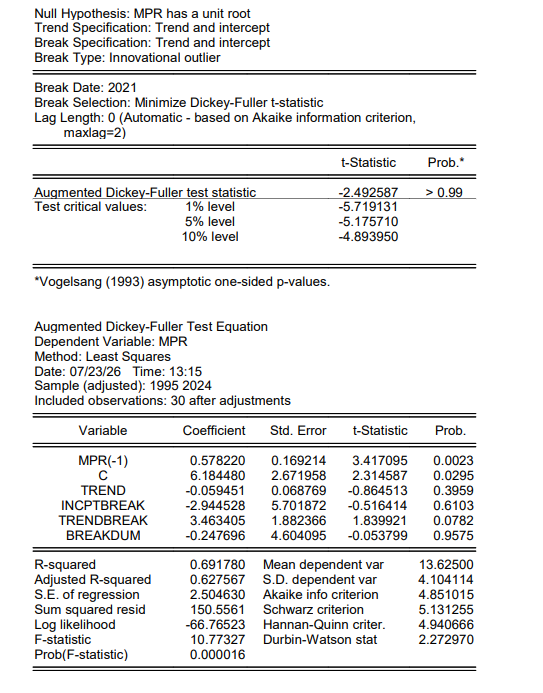 Null Hypothesis: MPR has a unit root
Trend Specification: Trend and intercept
Break Specification: Trend and intercept
Break Type: Innovational outlier
Break Date: 2021
Break Selection: Minimize Dickey-Fuller t-statistic
Lag Length: 0 (Automatic - based on Akaike information criterion,
maxlag=2)
t-Statistic Prob.*
Augmented Dickey-Fuller test statistic -2.492587 > 0.99
Test critical values: 1% level -5.719131
5% level -5.175710
10% level -4.893950
*Vogelsang (1993) asymptotic one-sided p-values.
Augmented Dickey-Fuller Test Equation
Dependent Variable: MPR
Method: Least Squares
Date: 07/23/26 Time: 13:15
Sample (adjusted): 1995 2024
Included observations: 30 after adjustments
Variable Coefficient Std. Error t-Statistic Prob.
MPR(-1) 0.578220 0.169214 3.417095 0.0023
C 6.184480 2.671958 2.314587 0.0295
TREND -0.059451 0.068769 -0.864513 0.3959
INCPTBREAK -2.944528 5.701872 -0.516414 0.6103
TRENDBREAK 3.463405 1.882366 1.839921 0.0782
BREAKDUM -0.247696 4.604095 -0.053799 0.9575
R-squared 0.691780 Mean dependent var 13.62500
Adjusted R-squared 0.627567 S.D. dependent var 4.104114
S.E. of regression 2.504630 Akaike info criterion 4.851015
Sum squared resid 150.5561 Schwarz criterion 5.131255
Log likelihood -66.76523 Hannan-Quinn criter. 4.940666
F-statistic 10.77327 Durbin-Watson stat 2.272970
Prob(F-statistic) 0.000016